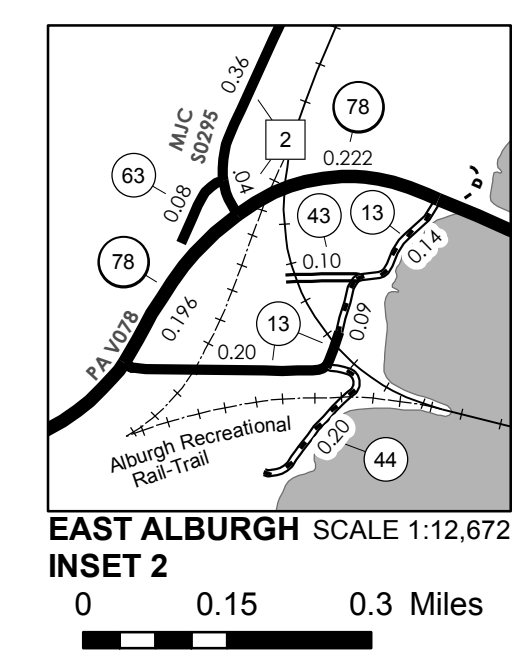 0.36
MJC
S0295
2
78
0.222
63
0.08
.04
43
13
0.14
78
0.10
0.196
PA V078
13
0.09
0.20
Alburgh Recreational
Rail-Trail
0.20
44
EAST ALBURGH SCALE 1:12,672
INSET 2
0 0.15 0.3 Miles